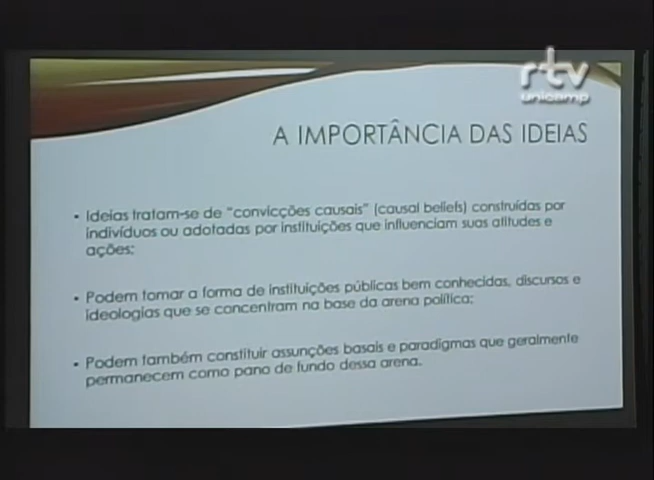 rtv
unicamp
A IMPORTÂNCIA DAS IDEIAS
• Ideias tratam-se de “convicções causais” (causal beliefs) construídas por
indivíduos ou adotadas por instituições que influenciam suas atitudes e
ações;
• Podem tomar a forma de instituições públicas bem conhecidas, discursos e
ideologias que se concentram na base da arena política;
• Podem também constituir assunções basais e paradigmas que geralmente
permanecem como pano de fundo dessa arena.